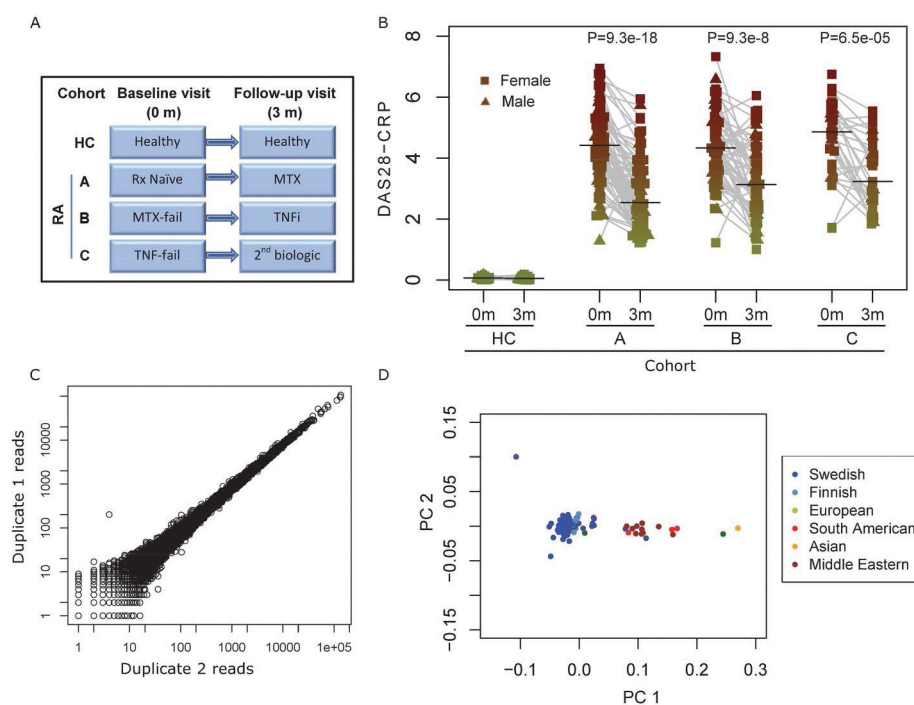 A
Cohort Baseline visit Follow-up visit
(0 m) (3 m)
HC Healthy Healthy
A Rx Naïve MTX
RA
B MTX-fail TNFi
C TNF-fail 2nd biologic
B
P=9.3e-18 P=9.3e-8 P=6.5e-05
Female
Male
DAS28-CRP
8
6
4
2
0
0m 3m 0m 3m 0m 3m 0m 3m
HC A B C
Cohort
C
Duplicate 1 reads
10000
1000
100
10
1
1 10 100 1000 10000 1e+05
Duplicate 2 reads
D
PC 2
0.15
0.05
−0.05
−0.15
−0.1 0.0 0.1 0.2 0.3
PC 1
Swedish
Finnish
European
South American
Asian
Middle Eastern